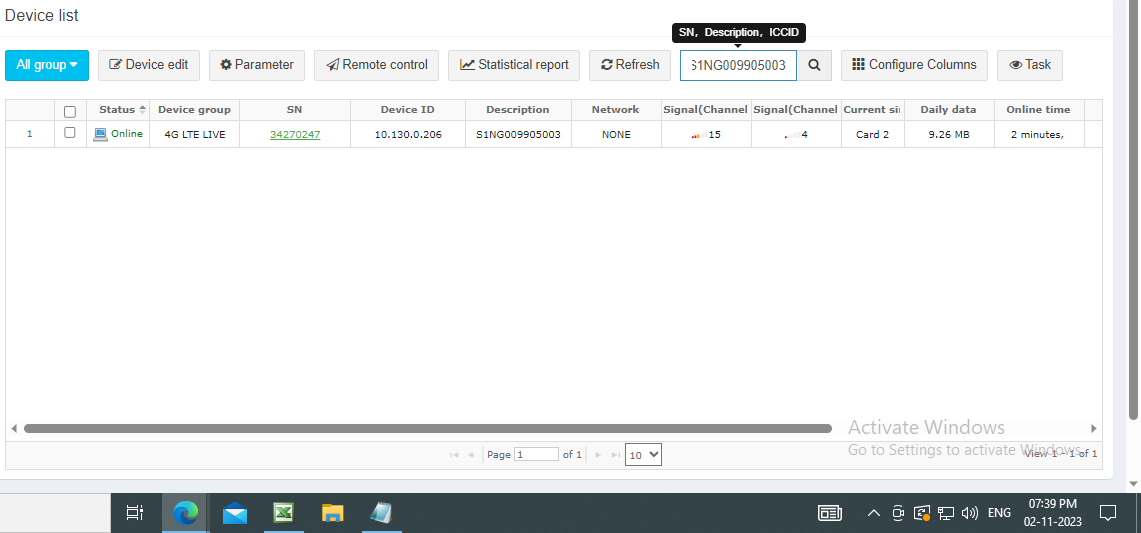 Device list
SN, Description, ICCID
All group
Device edit
Parameter
Remote control
Statistical report
Refresh
S1NG009905003
Configure Columns
Task
Status Device group SN Device ID Description Network Signal(Channel Signal(Channel Current si Daily data Online time
1 Online 4G LTE LIVE 34270247 10.130.0.206 S1NG009905003 NONE 15 4 Card 2 9.26 MB 2 minutes,
Activate Windows
Go to Settings to activate Windows.
Page 1 of 1 10 View 1 - 1 of 1
ENG
07:39 PM
02-11-2023